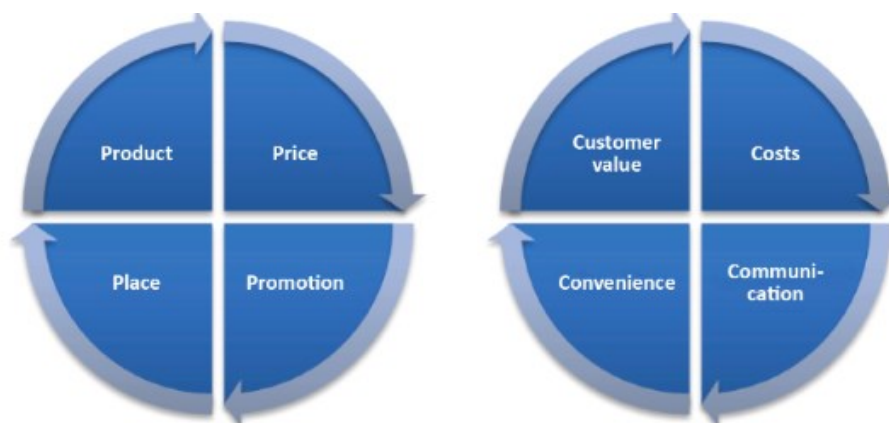 Product
Price
Place
Promotion
Customer
value
Costs
Convenience
Communi-
cation